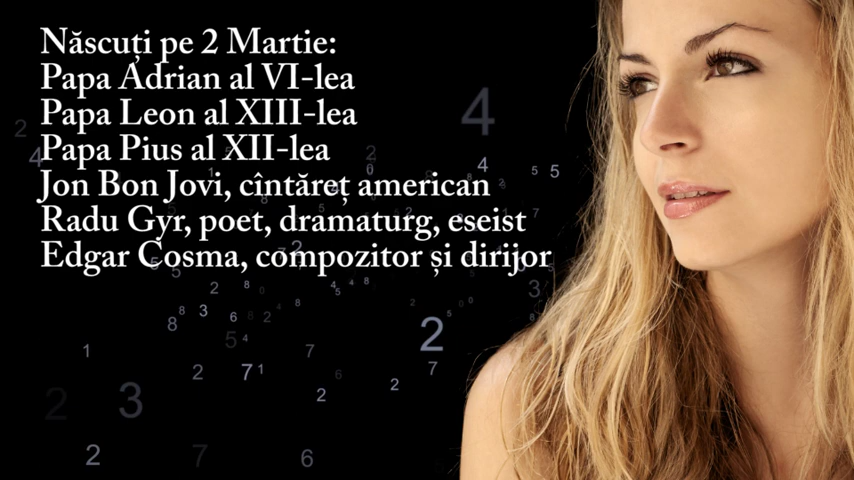 Născuți pe 2 Martie:
Papa Adrian al VI-lea
Papa Leon al XIII-lea
Papa Pius al XII-lea
Jon Bon Jovi, cîntăreț american
Radu Gyr, poet, dramaturg, eseist
Edgar Cosma, compozitor și dirijor